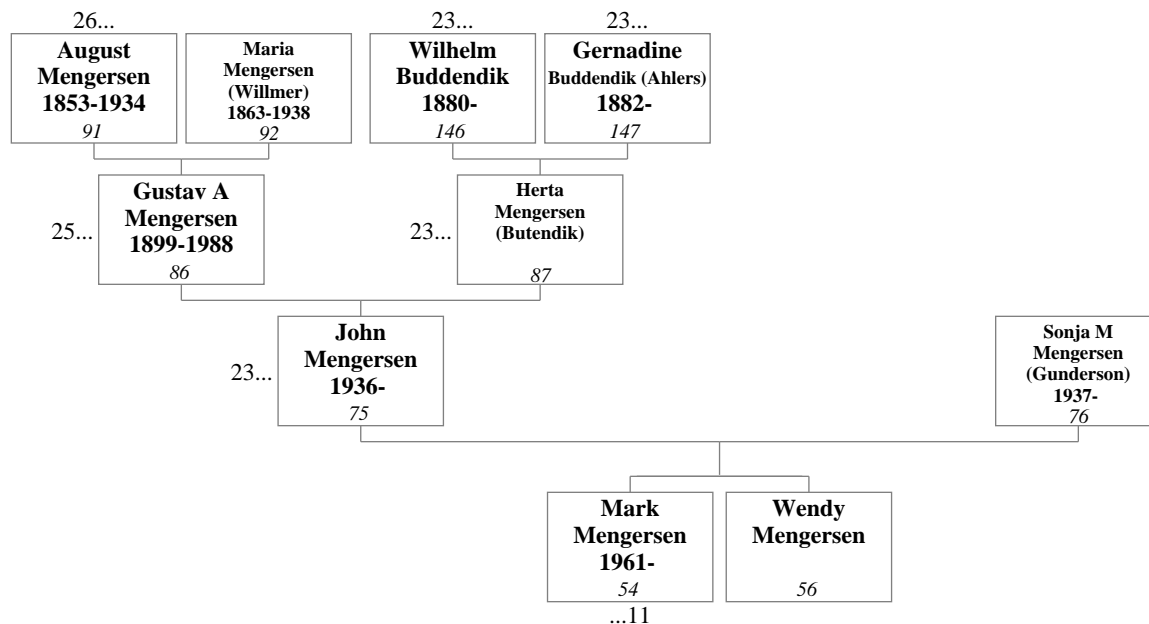 26...
23...
23...
August
Mengersen
1853-1934
91
Maria
Mengersen
(Willmer)
1863-1938
92
Wilhelm
Buddendik
1880-
146
Gernadine
Buddendik (Ahlers)
1882-
147
25...
Gustav A
Mengersen
1899-1988
86
23...
Herta
Mengersen
(Butendik)
87
23...
John
Mengersen
1936-
75
Sonja M
Mengersen
(Gunderson)
1937-
76
Mark
Mengersen
1961-
54
...11
Wendy
Mengersen
56